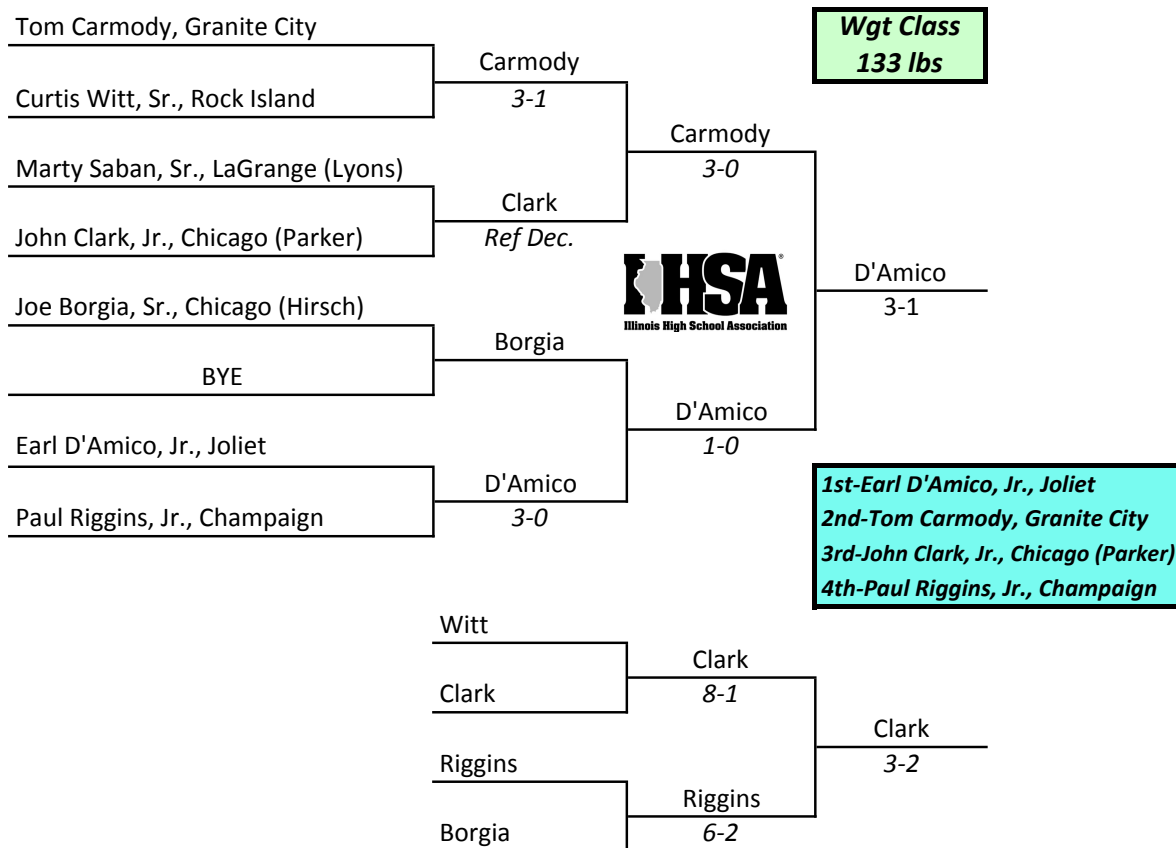 Tom Carmody, Granite City
Wgt Class
133 lbs
Carmody
3-1
Curtis Witt, Sr., Rock Island
Carmody
3-0
Marty Saban, Sr., LaGrange (Lyons)
Clark
Ref Dec.
John Clark, Jr., Chicago (Parker)
IHSA®
Illinois High School Association
D'Amico
3-1
Joe Borgia, Sr., Chicago (Hirsch)
Borgia
BYE
D'Amico
1-0
Earl D'Amico, Jr., Joliet
D'Amico
3-0
Paul Riggins, Jr., Champaign
1st-Earl D'Amico, Jr., Joliet
2nd-Tom Carmody, Granite City
3rd-John Clark, Jr., Chicago (Parker)
4th-Paul Riggins, Jr., Champaign
Witt
Clark
8-1
Clark
Clark
3-2
Riggins
Riggins
6-2
Borgia